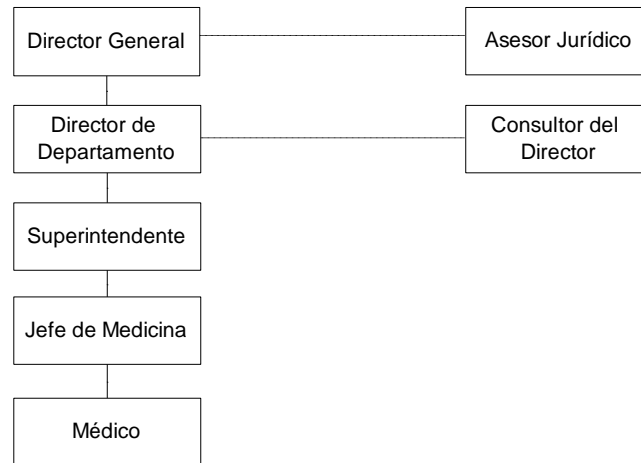 Director General
Asesor Jurídico
Director de
Departamento
Consultor del
Director
Superintendente
Jefe de Medicina
Médico